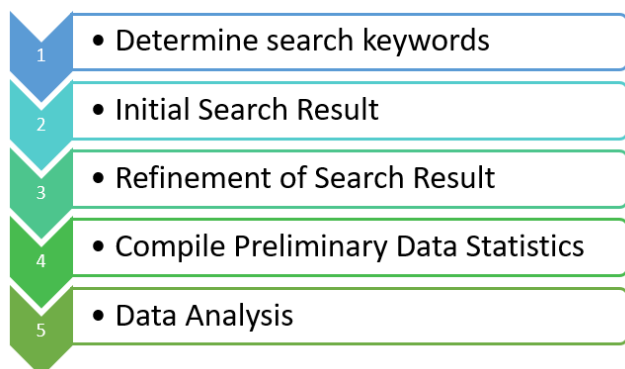 1 • Determine search keywords
2 • Initial Search Result
3 • Refinement of Search Result
4 • Compile Preliminary Data Statistics
5 • Data Analysis